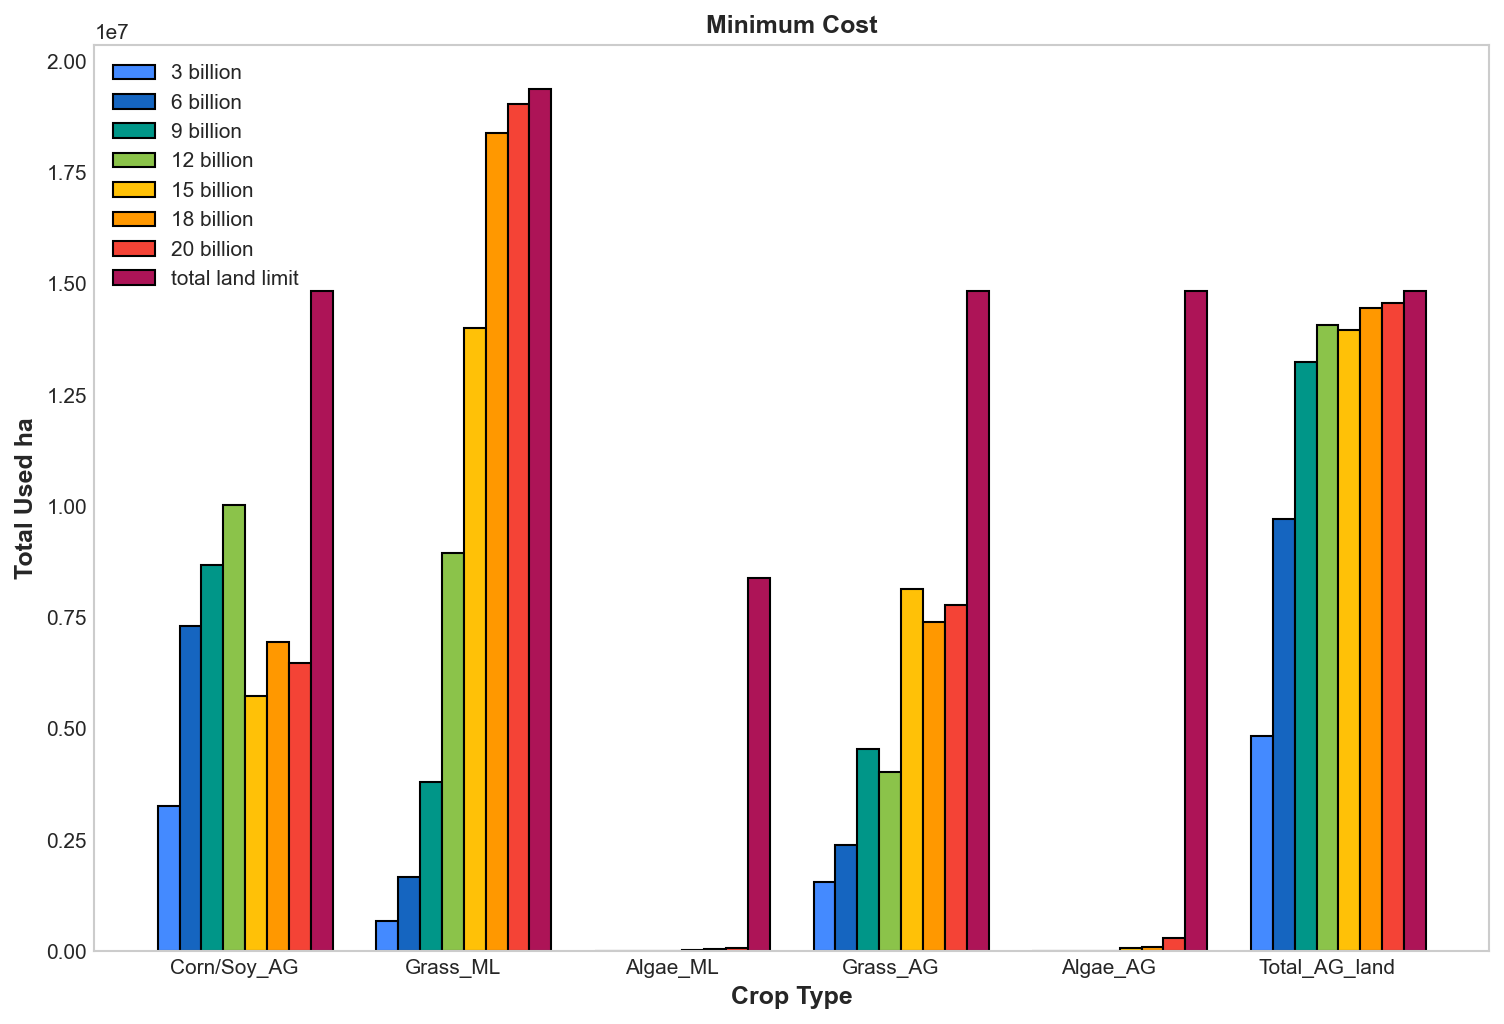 Minimum Cost
1e7
2.00
1.75
1.50
1.25
1.00
0.75
0.50
0.25
0.00
Total Used ha
3 billion
6 billion
9 billion
12 billion
15 billion
18 billion
20 billion
total land limit
Corn/Soy_AG
Grass_ML
Algae_ML
Grass_AG
Algae_AG
Total_AG_land
Crop Type